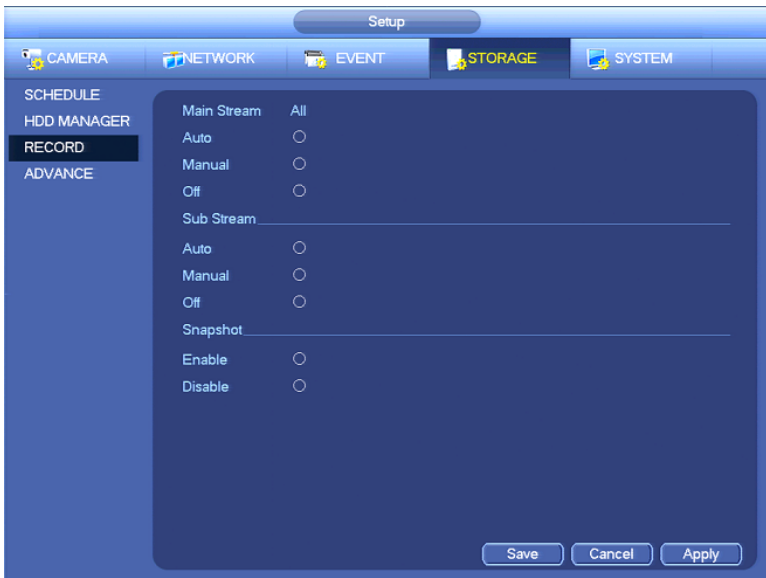 Setup
CAMERA NETWORK EVENT STORAGE SYSTEM
SCHEDULE
HDD MANAGER
RECORD
ADVANCE
Main Stream All
Auto
Manual
Off
Sub Stream
Auto
Manual
Off
Snapshot
Enable
Disable
Save Cancel Apply